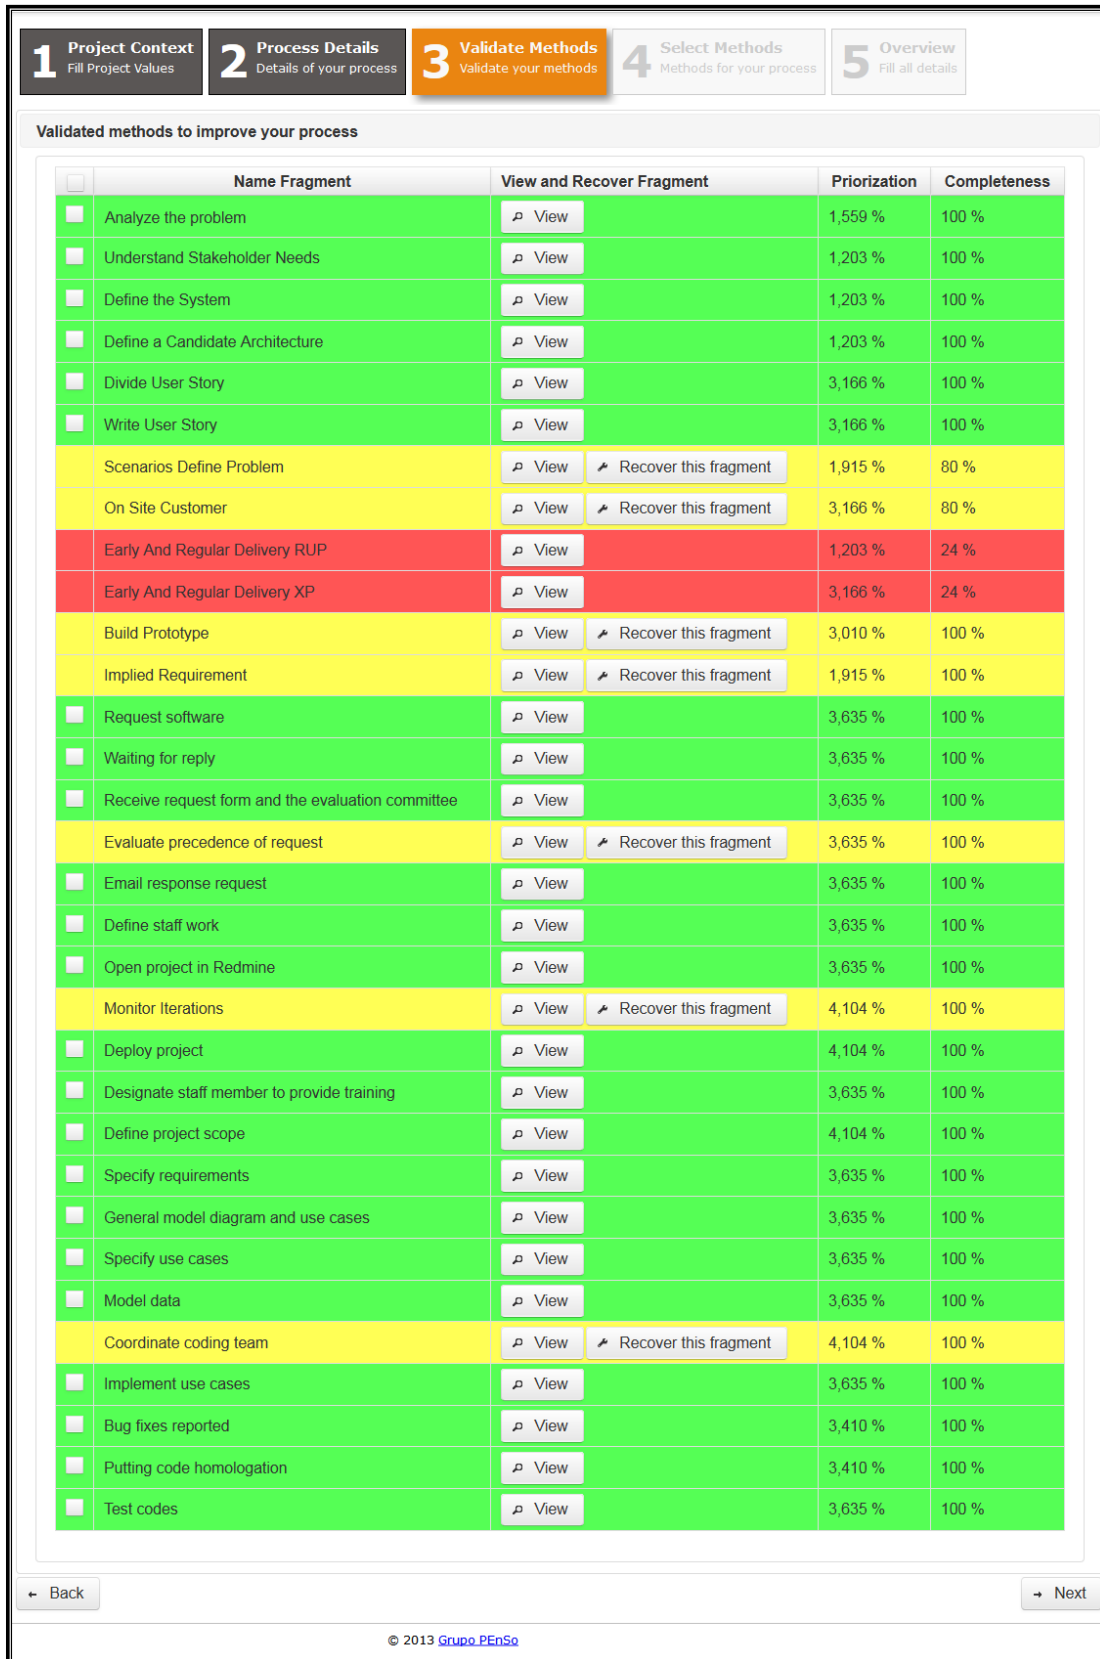 1 Project Context Fill Project Values
2 Process Details Details of your process
3 Validate Methods Validate your methods
4 Select Methods Methods for your process
5 Overview Fill all details
Validated methods to improve your process
Name Fragment View and Recover Fragment Priorization Completeness
Analyze the problem View 1,559 % 100 %
Understand Stakeholder Needs View 1,203 % 100 %
Define the System View 1,203 % 100 %
Define a Candidate Architecture View 1,203 % 100 %
Divide User Story View 3,166 % 100 %
Write User Story View 3,166 % 100 %
Scenarios Define Problem View Recover this fragment 1,915 % 80 %
On Site Customer View Recover this fragment 3,166 % 80 %
Early And Regular Delivery RUP View 1,203 % 24 %
Early And Regular Delivery XP View 3,166 % 24 %
Build Prototype View Recover this fragment 3,010 % 100 %
Implied Requirement View Recover this fragment 1,915 % 100 %
Request software View 3,635 % 100 %
Waiting for reply View 3,635 % 100 %
Receive request form and the evaluation committee View 3,635 % 100 %
Evaluate precedence of request View Recover this fragment 3,635 % 100 %
Email response request View 3,635 % 100 %
Define staff work View 3,635 % 100 %
Open project in Redmine View 3,635 % 100 %
Monitor Iterations View Recover this fragment 4,104 % 100 %
Deploy project View 4,104 % 100 %
Designate staff member to provide training View 3,635 % 100 %
Define project scope View 4,104 % 100 %
Specify requirements View 3,635 % 100 %
General model diagram and use cases View 3,635 % 100 %
Specify use cases View 3,635 % 100 %
Model data View 3,635 % 100 %
Coordinate coding team View Recover this fragment 4,104 % 100 %
Implement use cases View 3,635 % 100 %
Bug fixes reported View 3,410 % 100 %
Putting code homologation View 3,410 % 100 %
Test codes View 3,635 % 100 %
Back Next
© 2013 Grupo PEnSo